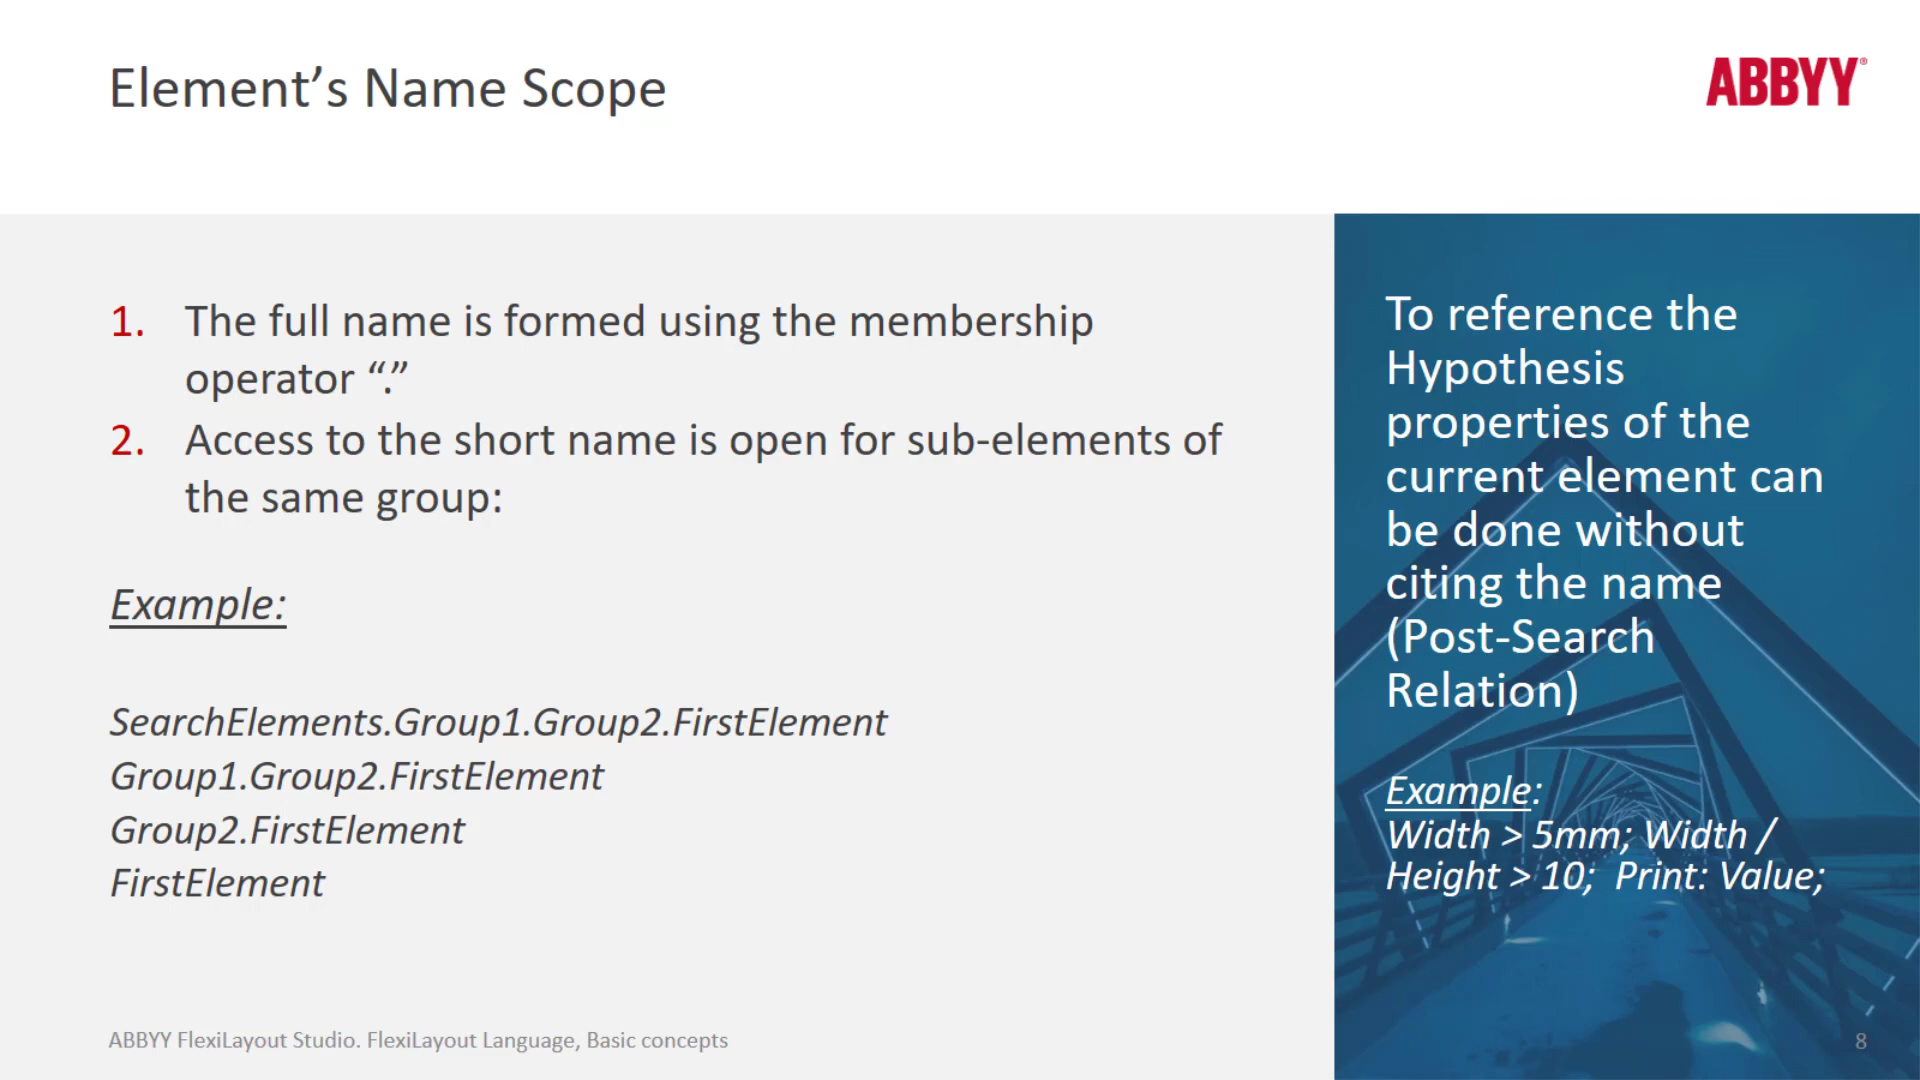 Element’s Name Scope
ABBYY®
1. The full name is formed using the membership
operator “.”
2. Access to the short name is open for sub-elements of
the same group:
Example:
SearchElements.Group1.Group2.FirstElement
Group1.Group2.FirstElement
Group2.FirstElement
FirstElement
To reference the
Hypothesis
properties of the
current element can
be done without
citing the name
(Post-Search
Relation)
Example:
Width > 5mm; Width /
Height > 10;  Print: Value;
ABBYY FlexiLayout Studio. FlexiLayout Language, Basic concepts
8